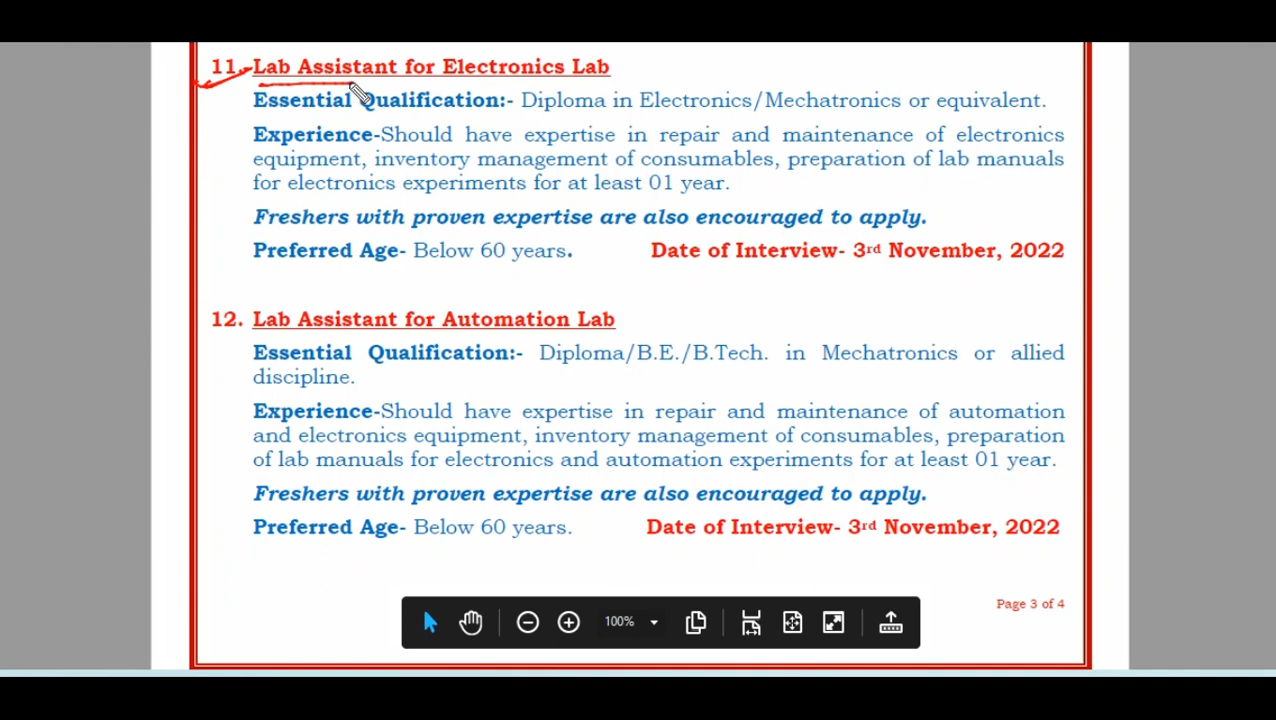 11. Lab Assistant for Electronics Lab
Essential Qualification:- Diploma in Electronics/Mechatronics or equivalent.
Experience-Should have expertise in repair and maintenance of electronics
equipment, inventory management of consumables, preparation of lab manuals
for electronics experiments for at least 01 year.
Freshers with proven expertise are also encouraged to apply.
Preferred Age- Below 60 years. Date of Interview- 3rd November, 2022
12. Lab Assistant for Automation Lab
Essential Qualification:- Diploma/B.E./B.Tech. in Mechatronics or allied
discipline.
Experience-Should have expertise in repair and maintenance of automation
and electronics equipment, inventory management of consumables, preparation
of lab manuals for electronics and automation experiments for at least 01 year.
Freshers with proven expertise are also encouraged to apply.
Preferred Age- Below 60 years. Date of Interview- 3rd November, 2022
Page 3 of 4
100%